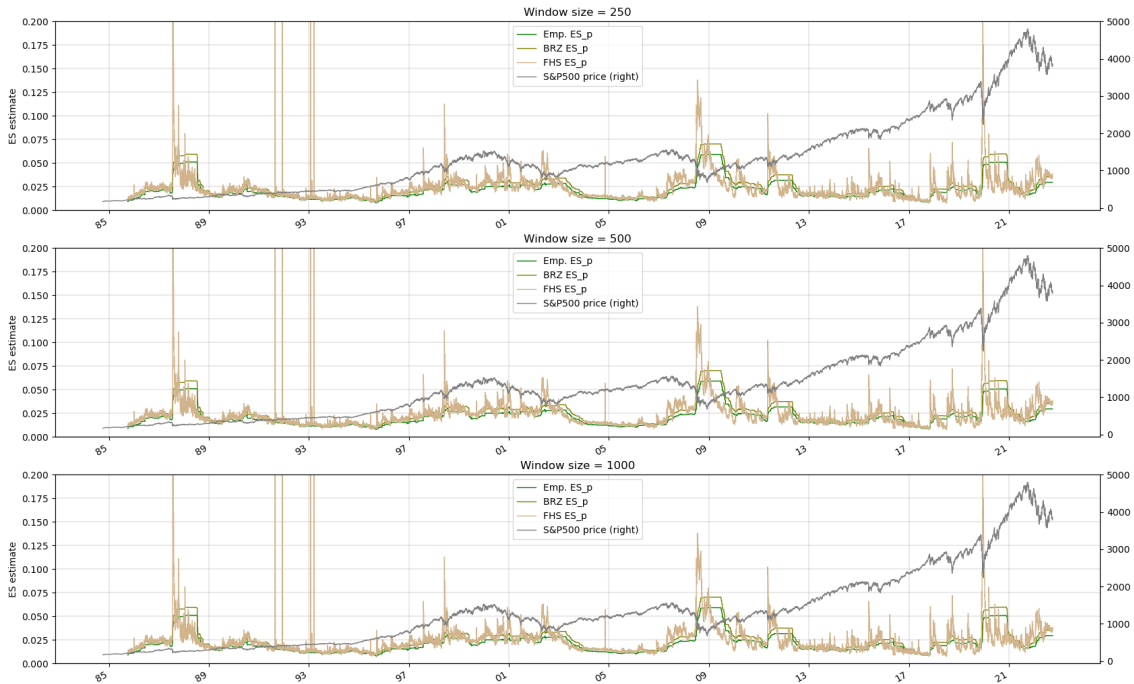 Window size = 250
ES estimate
0.200
0.175
0.150
0.125
0.100
0.075
0.050
0.025
0.000
Emp. ES_p
BRZ ES_p
FHS ES_p
S&P500 price (right)
5000
4000
3000
2000
1000
0
85 89 93 97 01 05 09 13 17 21
Window size = 500
ES estimate
0.200
0.175
0.150
0.125
0.100
0.075
0.050
0.025
0.000
Emp. ES_p
BRZ ES_p
FHS ES_p
S&P500 price (right)
5000
4000
3000
2000
1000
0
85 89 93 97 01 05 09 13 17 21
Window size = 1000
ES estimate
0.200
0.175
0.150
0.125
0.100
0.075
0.050
0.025
0.000
Emp. ES_p
BRZ ES_p
FHS ES_p
S&P500 price (right)
5000
4000
3000
2000
1000
0
85 89 93 97 01 05 09 13 17 21